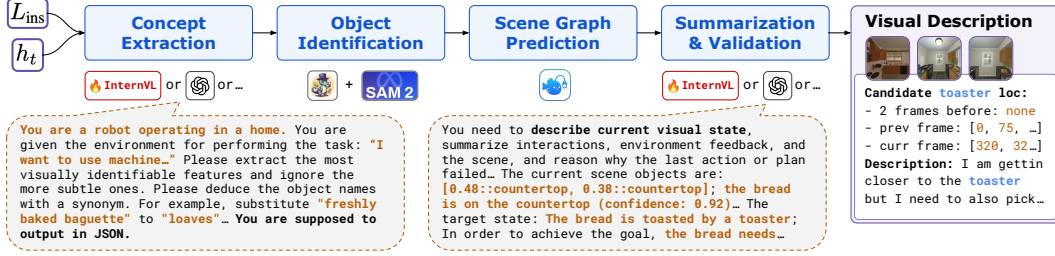 L_ins
h_t
Concept
Extraction
Object
Identification
Scene Graph
Prediction
Summarization
& Validation
InternVL or or…
+ SAM 2
InternVL or or…
You are a robot operating in a home. You are
given the environment for performing the task: "I
want to use machine…" Please extract the most
visually identifiable features and ignore the
more subtle ones. Please deduce the object names
with a synonym. For example, substitute "freshly
baked baguette" to "loaves"… You are supposed to
output in JSON.
You need to describe current visual state,
summarize interactions, environment feedback, and
the scene, and reason why the last action or plan
failed… The current scene objects are:
[0.48::countertop, 0.38::countertop]; the bread
is on the countertop (confidence: 0.92)… The
target state: The bread is toasted by a toaster;
In order to achieve the goal, the bread needs…
Visual Description
Candidate toaster loc:
- 2 frames before: none
- prev frame: [0, 75, …]
- curr frame: [320, 32…]
Description: I am gettin
closer to the toaster
but I need to also pick…